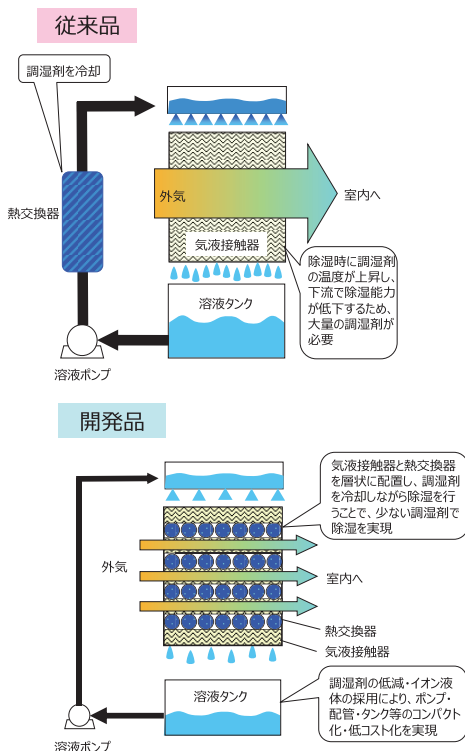 従来品
調湿剤を冷却
熱交換器
外気
室内へ
気液接触器
除湿時に調湿剤
の温度が上昇し、
下流で除湿能力
が低下するため、
大量の調湿剤が
必要
溶液タンク
溶液ポンプ
開発品
気液接触器と熱交換器
を層状に配置し、調湿剤
を冷却しながら除湿を行
うことで、少ない調湿剤で
除湿を実現
外気
室内へ
熱交換器
気液接触器
溶液タンク
調湿剤の低減・イオン液
体の採用により、ポンプ・
配管・タンク等のコンパクト
化・低コスト化を実現
溶液ポンプ